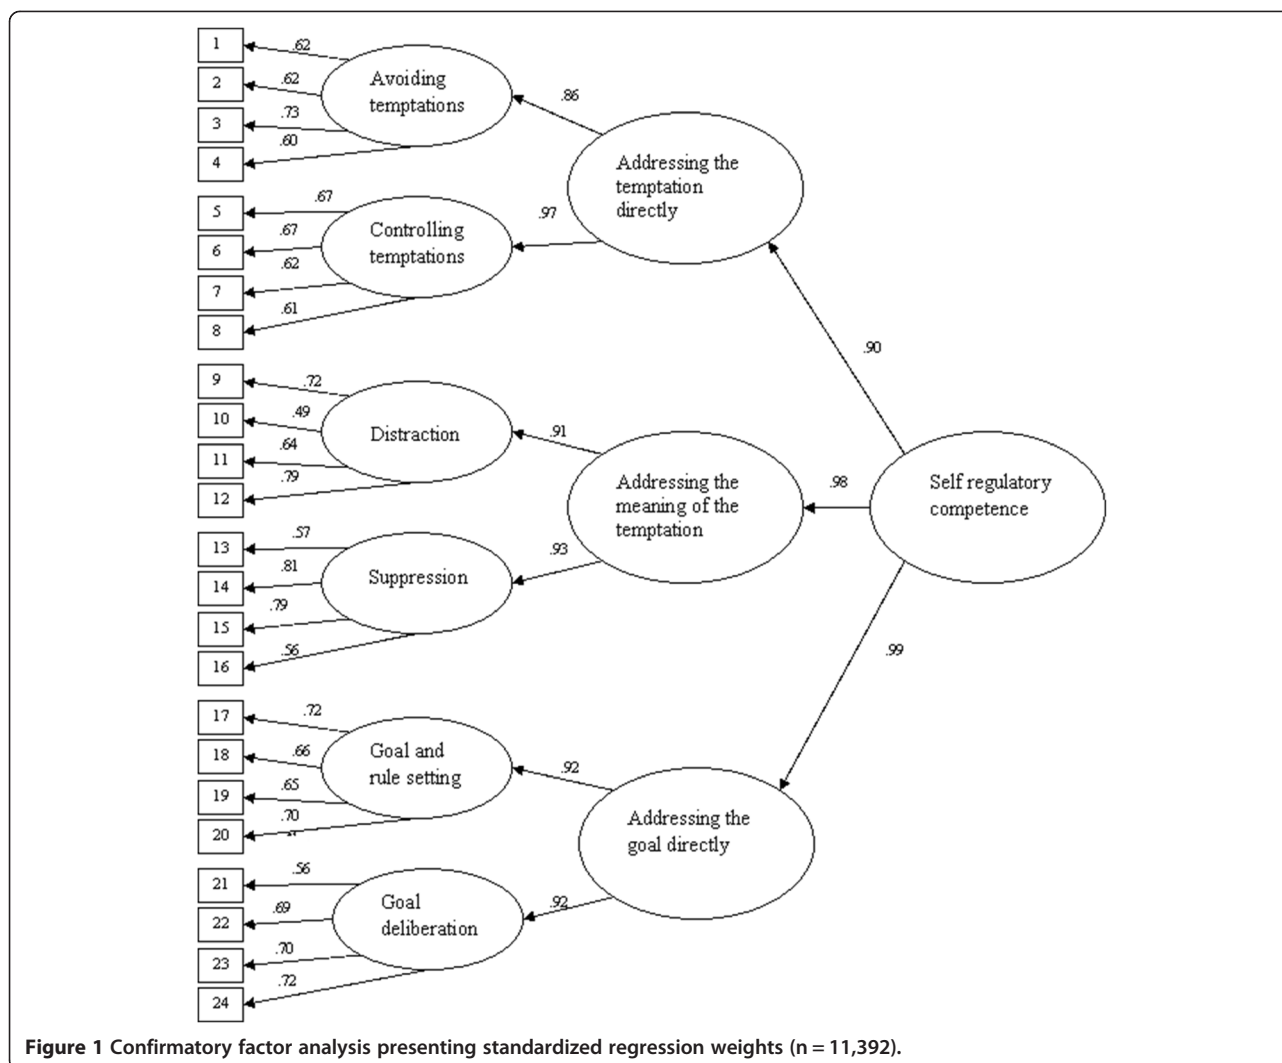 1
.62
2
.62
3
.73
4
.60
Avoiding
temptations
5
.67
6
.67
7
.62
8
.61
Controlling
temptations
.86
.97
Addressing the
temptation
directly
9
.72
10
.49
11
.64
12
.79
Distraction
13
.57
14
.81
15
.79
16
.56
Suppression
.91
.93
Addressing the
meaning of the
temptation
17
.72
18
.66
19
.65
20
.70
Goal and
rule setting
21
.56
22
.69
23
.70
24
.72
Goal
deliberation
.92
.92
Addressing the
goal directly
.90
.98
.99
Self regulatory
competence
Figure 1 Confirmatory factor analysis presenting standardized regression weights (n = 11,392).